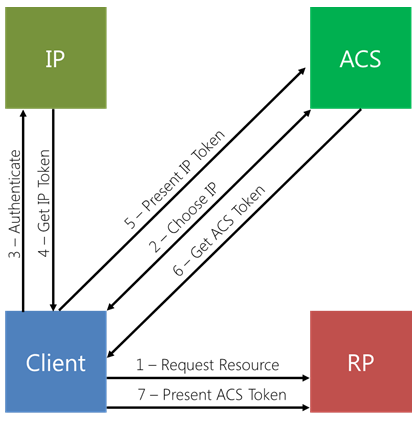 IP
ACS
3 – Authenticate
4 – Get IP Token
5 – Present IP Token
2 – Choose IP
6 – Get ACS Token
Client
1 – Request Resource
7 – Present ACS Token
RP